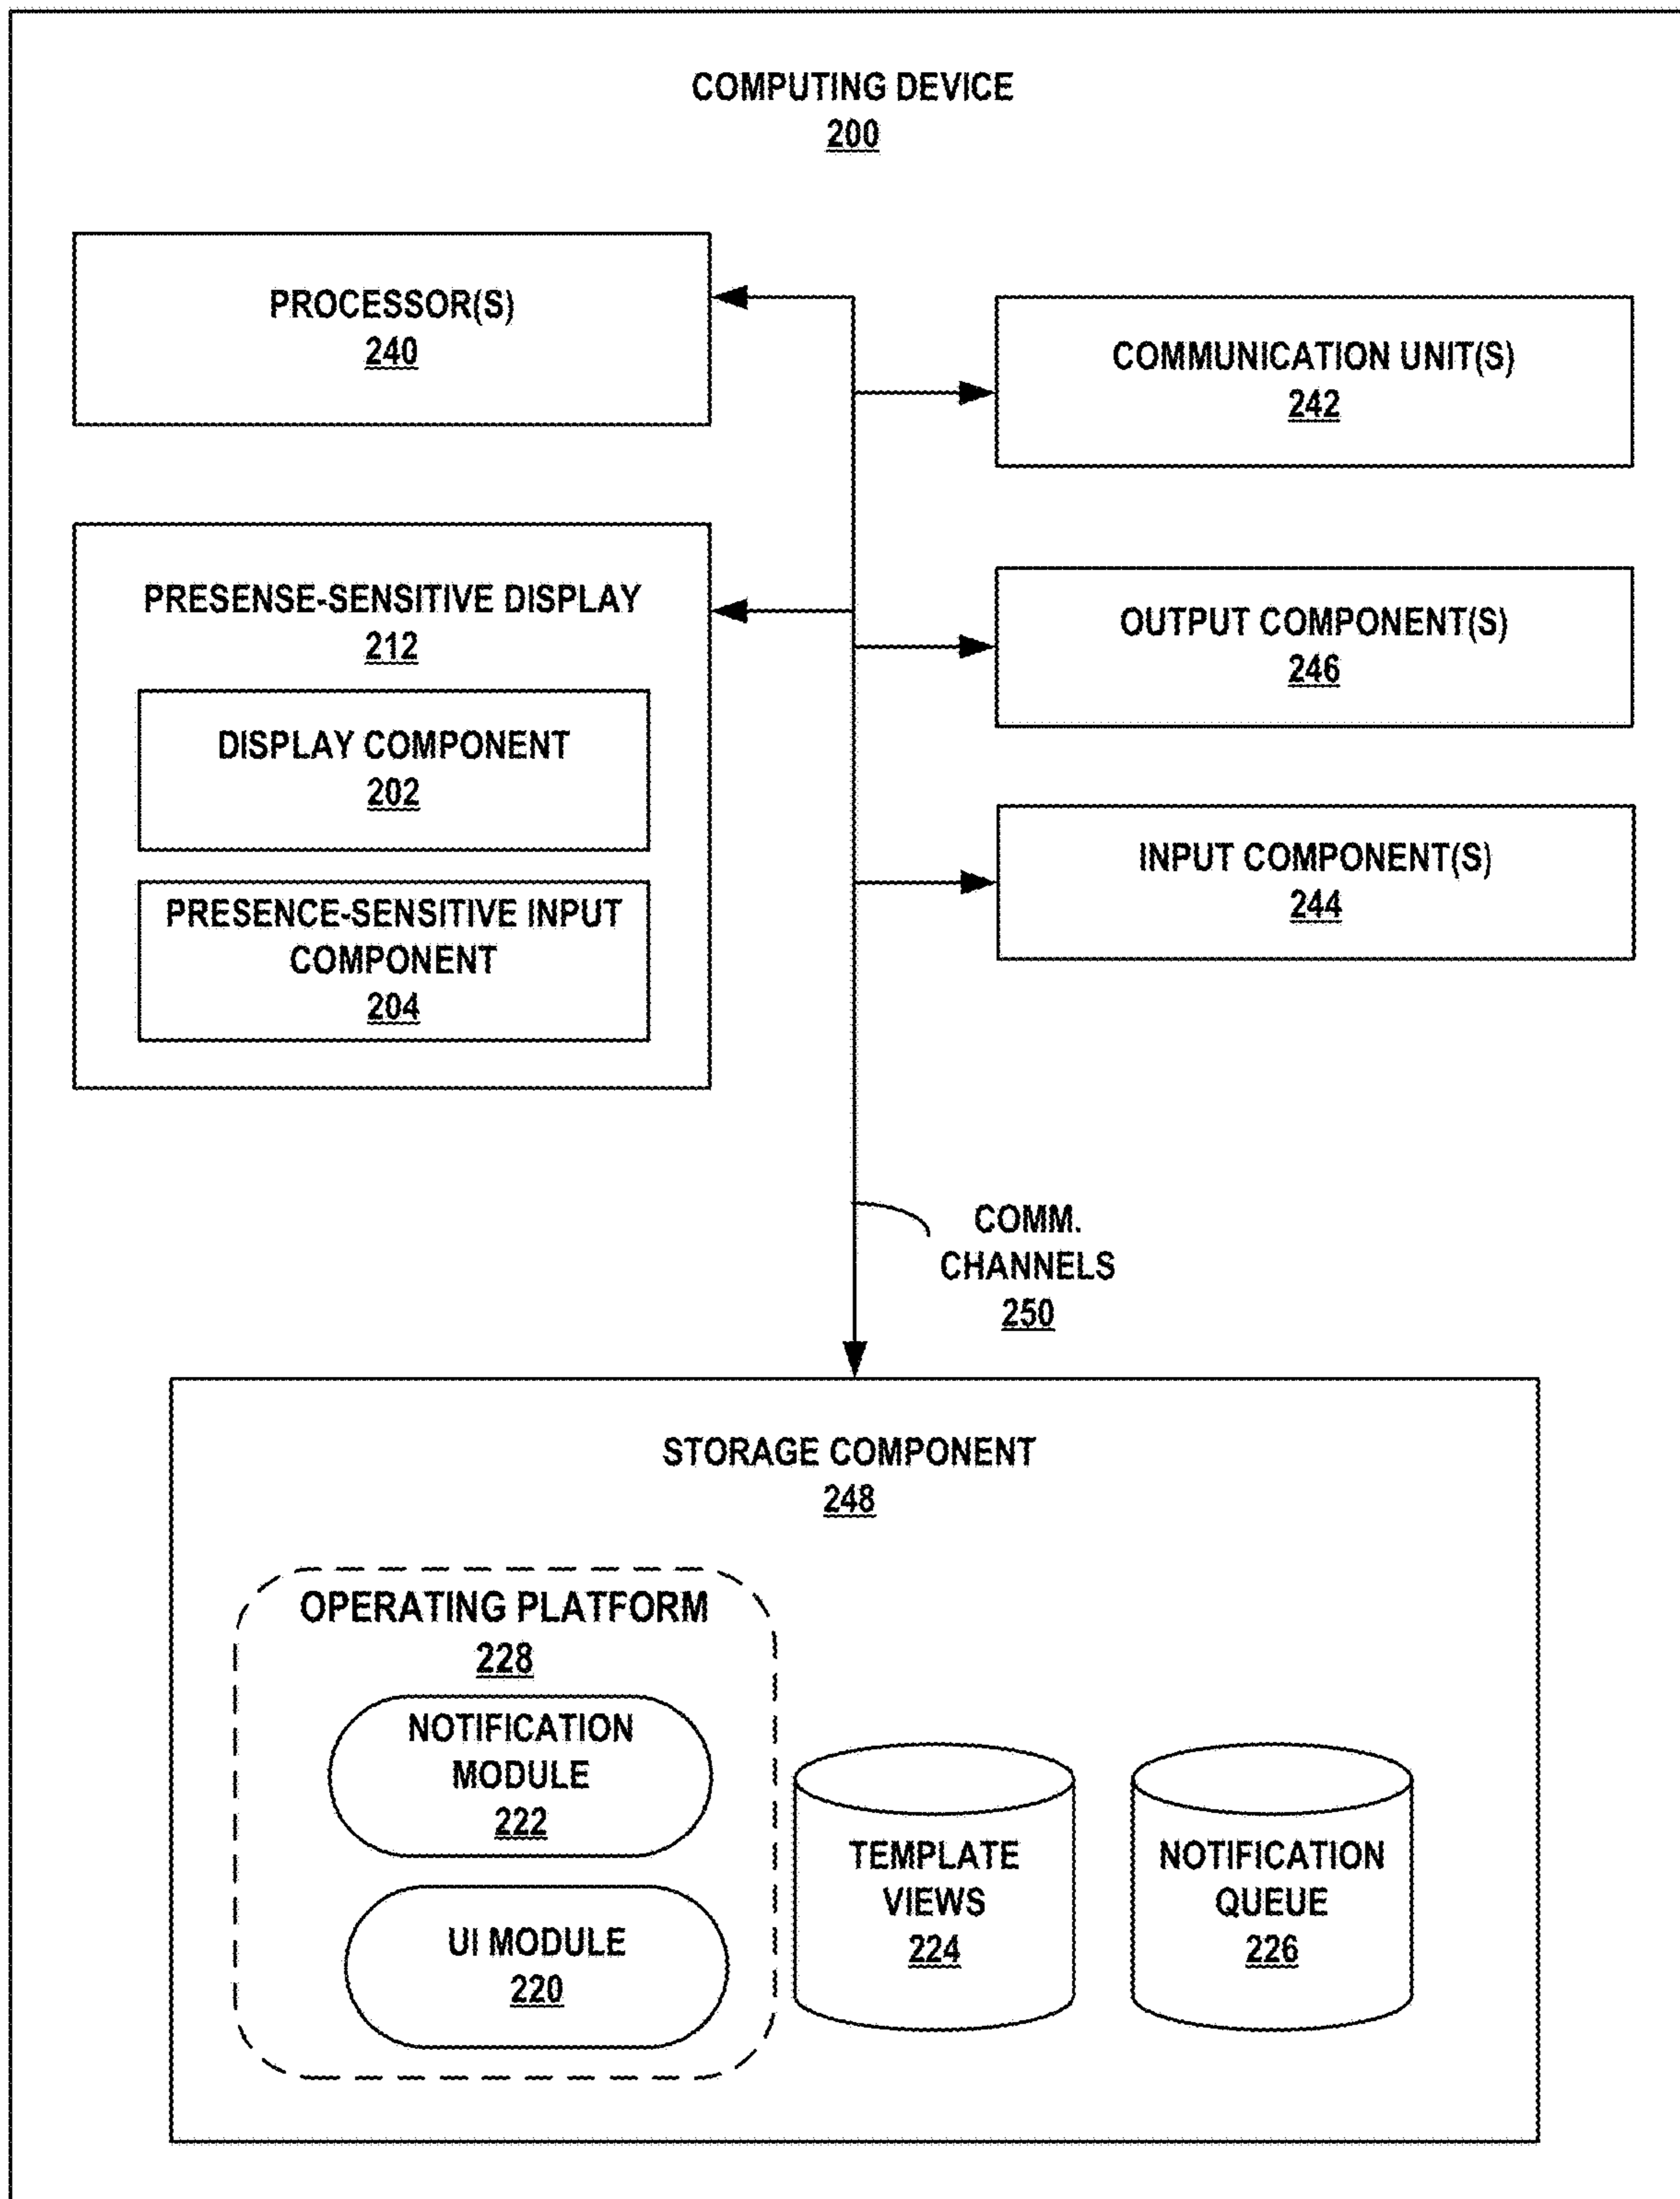 COMPUTING DEVICE
200
PROCESSOR(S)
240
COMMUNICATION UNIT(S)
242
PRESENSE-SENSITIVE DISPLAY
212
OUTPUT COMPONENT(S)
246
DISPLAY COMPONENT
202
INPUT COMPONENT(S)
244
PRESENCE-SENSITIVE INPUT
COMPONENT
204
COMM.
CHANNELS
250
STORAGE COMPONENT
248
OPERATING PLATFORM
228
NOTIFICATION
MODULE
222
UI MODULE
220
TEMPLATE
VIEWS
224
NOTIFICATION
QUEUE
226